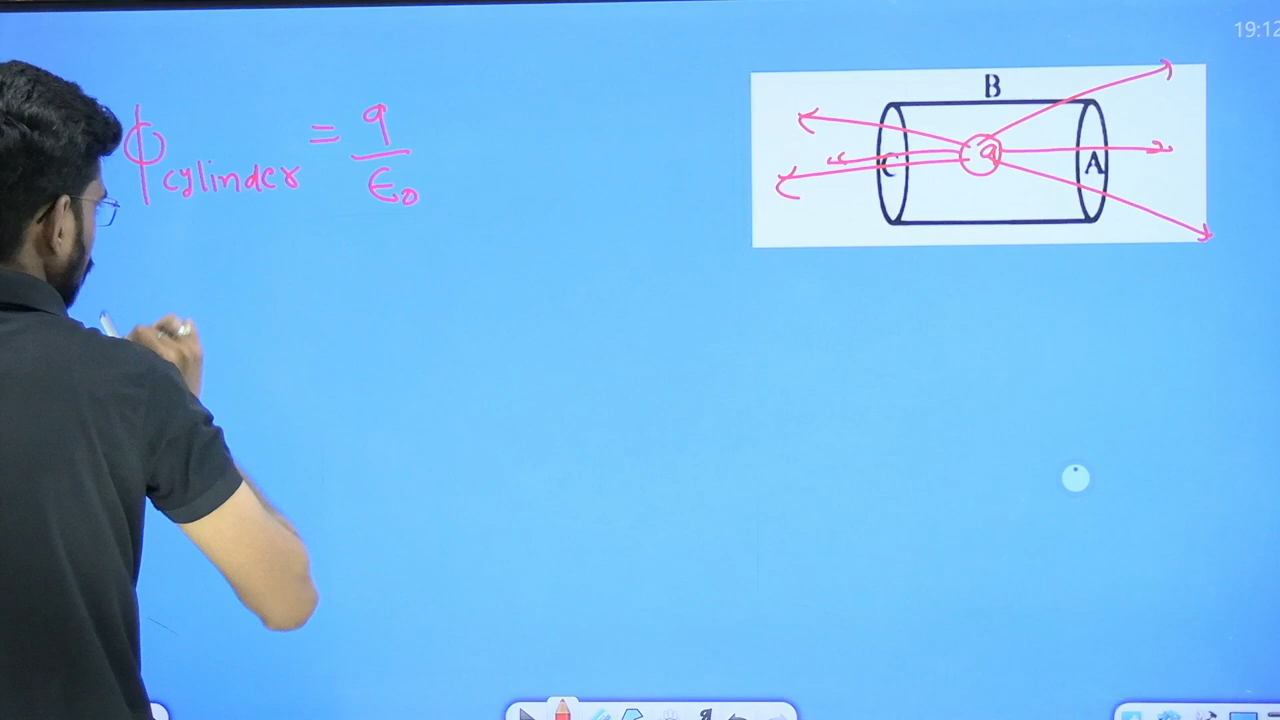 19:12
ϕcylinder = q/ϵ₀
B
C
q
A